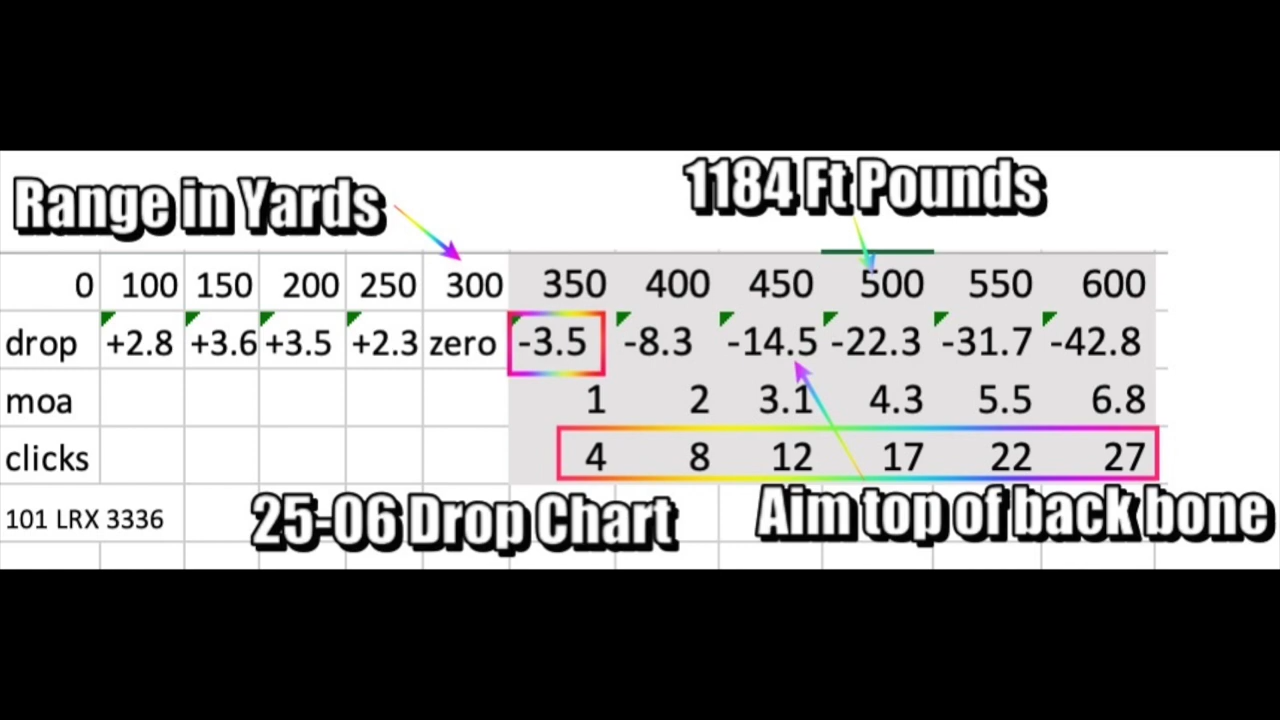 Range in Yards
1184 Ft Pounds
0 100 150 200 250 300 350 400 450 500 550 600
drop +2.8 +3.6 +3.5 +2.3 zero -3.5 -8.3 -14.5 -22.3 -31.7 -42.8
moa 1 2 3.1 4.3 5.5 6.8
clicks 4 8 12 17 22 27
101 LRX 3336
25-06 Drop Chart
Aim top of back bone